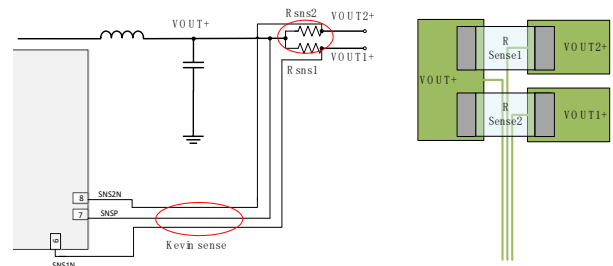 Rsns2
VOUT+
VOUT2+
VOUT1+
Rsns1
8
SNS2N
7
SNSP
6
SNS1N
Kevin sense
R
Sense1
VOUT2+
VOUT+
R
Sense2
VOUT1+